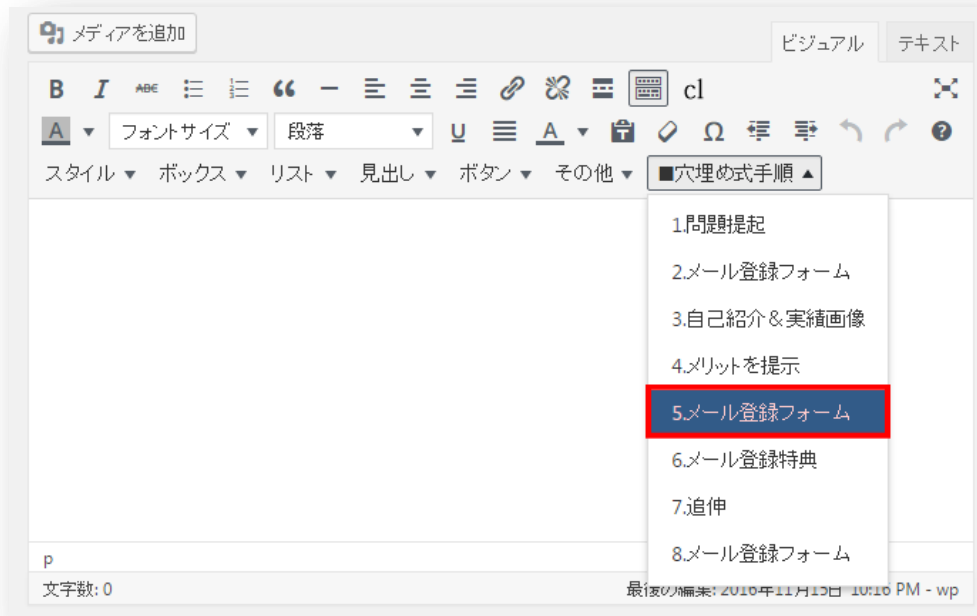 メディアを追加
ビジュアル テキスト
B I ABE “ cl
A フォントサイズ 段落 U A Ω
スタイル ボックス リスト 見出し ボタン その他 ■穴埋め式手順
1.問題提起
2.メール登録フォーム
3.自己紹介&実績画像
4.メリットを提示
5.メール登録フォーム
6.メール登録特典
7.追伸
8.メール登録フォーム
p
文字数: 0 最後の編集: 2016年11月15日 10:16 PM - wp